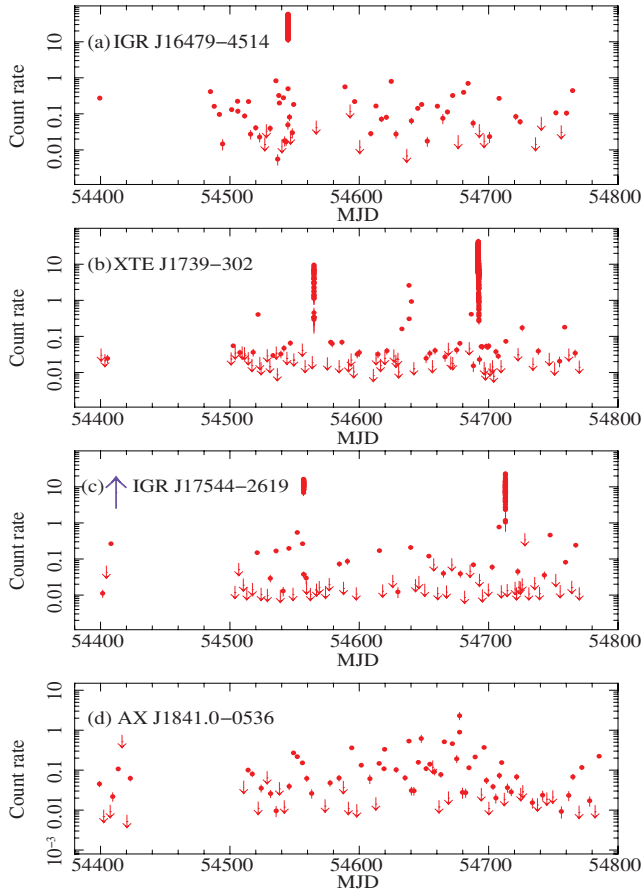 (a) IGR J16479−4514
Count rate
10
1
0.1
0.01
54400 54500 54600 54700 54800
MJD
(b) XTE J1739−302
Count rate
10
1
0.1
0.01
54400 54500 54600 54700 54800
MJD
(c) IGR J17544−2619
Count rate
10
1
0.1
0.01
54400 54500 54600 54700 54800
MJD
(d) AX J1841.0−0536
Count rate
10
1
0.1
0.01
10⁻³
54400 54500 54600 54700 54800
MJD